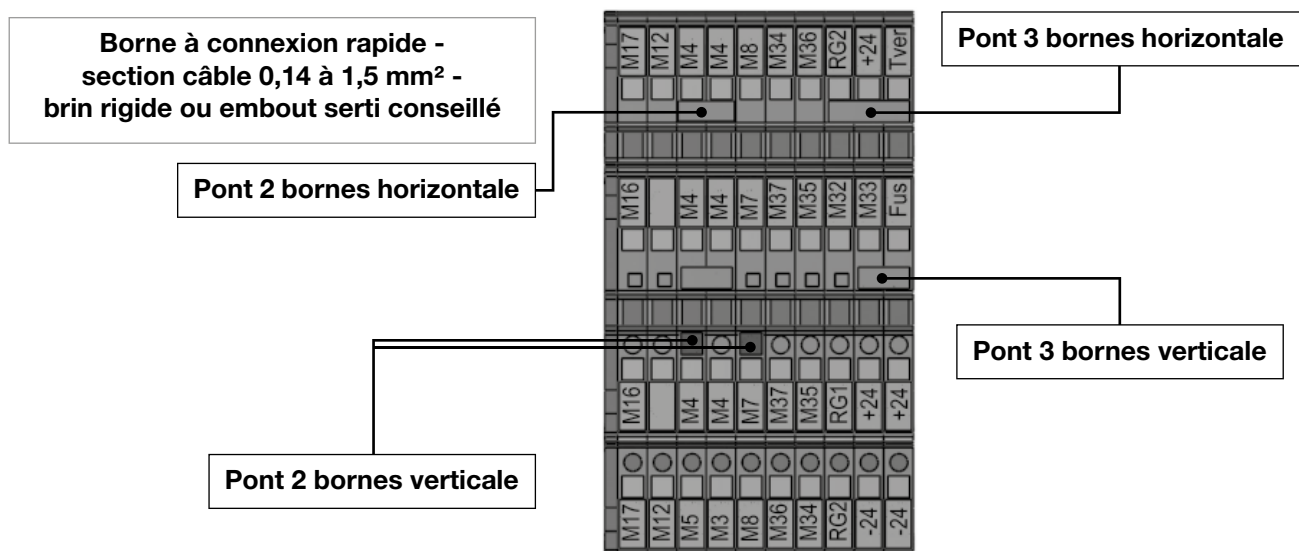 Borne à connexion rapide -
section câble 0,14 à 1,5 mm² -
brin rigide ou embout serti conseillé
Pont 3 bornes horizontale
M17 M12 M4 M4 M8 M34 M36 RG2 +24 Tver
Pont 2 bornes horizontale
M16 M4 M4 M7 M37 M35 M32 M33 Fus
Pont 3 bornes verticale
M16 M4 M4 M7 M37 M35 RG1 +24 +24
Pont 2 bornes verticale
M17 M12 M5 M3 M8 M36 M34 RG2 -24 -24